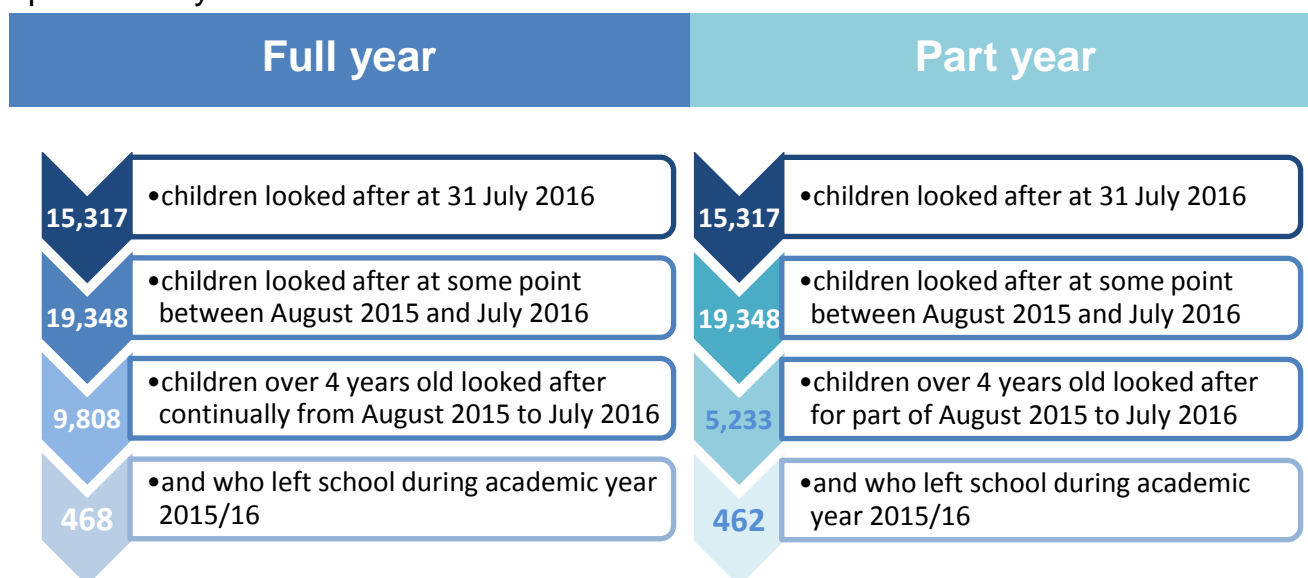 Full year
Part year
15,317
•children looked after at 31 July 2016
19,348
•children looked after at some point
between August 2015 and July 2016
9,808
•children over 4 years old looked after
continually from August 2015 to July 2016
468
•and who left school during academic year
2015/16
15,317
•children looked after at 31 July 2016
19,348
•children looked after at some point
between August 2015 and July 2016
5,233
•children over 4 years old looked after
for part of August 2015 to July 2016
462
•and who left school during academic
year 2015/16